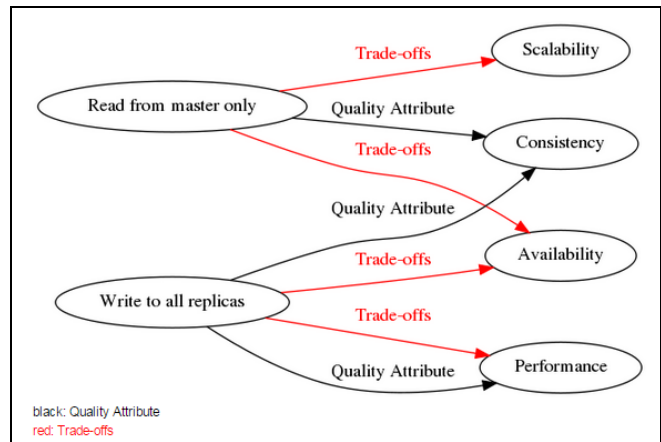 Trade-offs
Scalability
Read from master only
Quality Attribute
Consistency
Trade-offs
Quality Attribute
Availability
Trade-offs
Write to all replicas
Trade-offs
Quality Attribute
Performance
black: Quality Attribute
red: Trade-offs